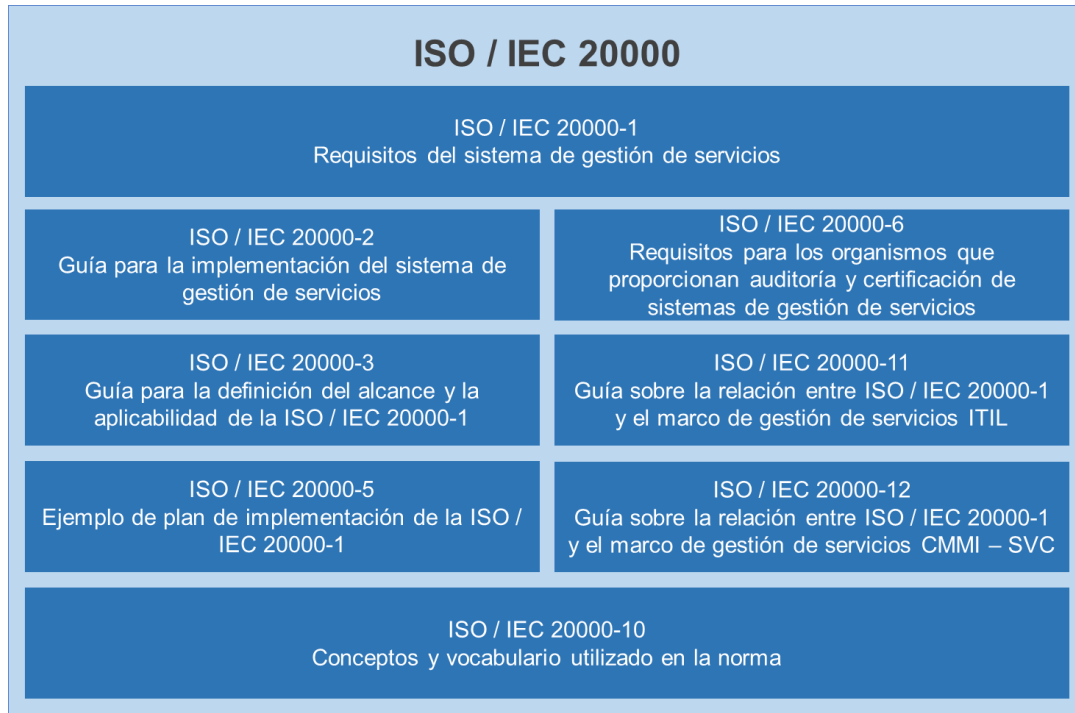 ISO / IEC 20000
ISO / IEC 20000-1
Requisitos del sistema de gestión de servicios
ISO / IEC 20000-2
Guía para la implementación del sistema de
gestión de servicios
ISO / IEC 20000-6
Requisitos para los organismos que
proporcionan auditoría y certificación de
sistemas de gestión de servicios
ISO / IEC 20000-3
Guía para la definición del alcance y la
aplicabilidad de la ISO / IEC 20000-1
ISO / IEC 20000-11
Guía sobre la relación entre ISO / IEC 20000-1
y el marco de gestión de servicios ITIL
ISO / IEC 20000-5
Ejemplo de plan de implementación de la ISO /
IEC 20000-1
ISO / IEC 20000-12
Guía sobre la relación entre ISO / IEC 20000-1
y el marco de gestión de servicios CMMI – SVC
ISO / IEC 20000-10
Conceptos y vocabulario utilizado en la norma